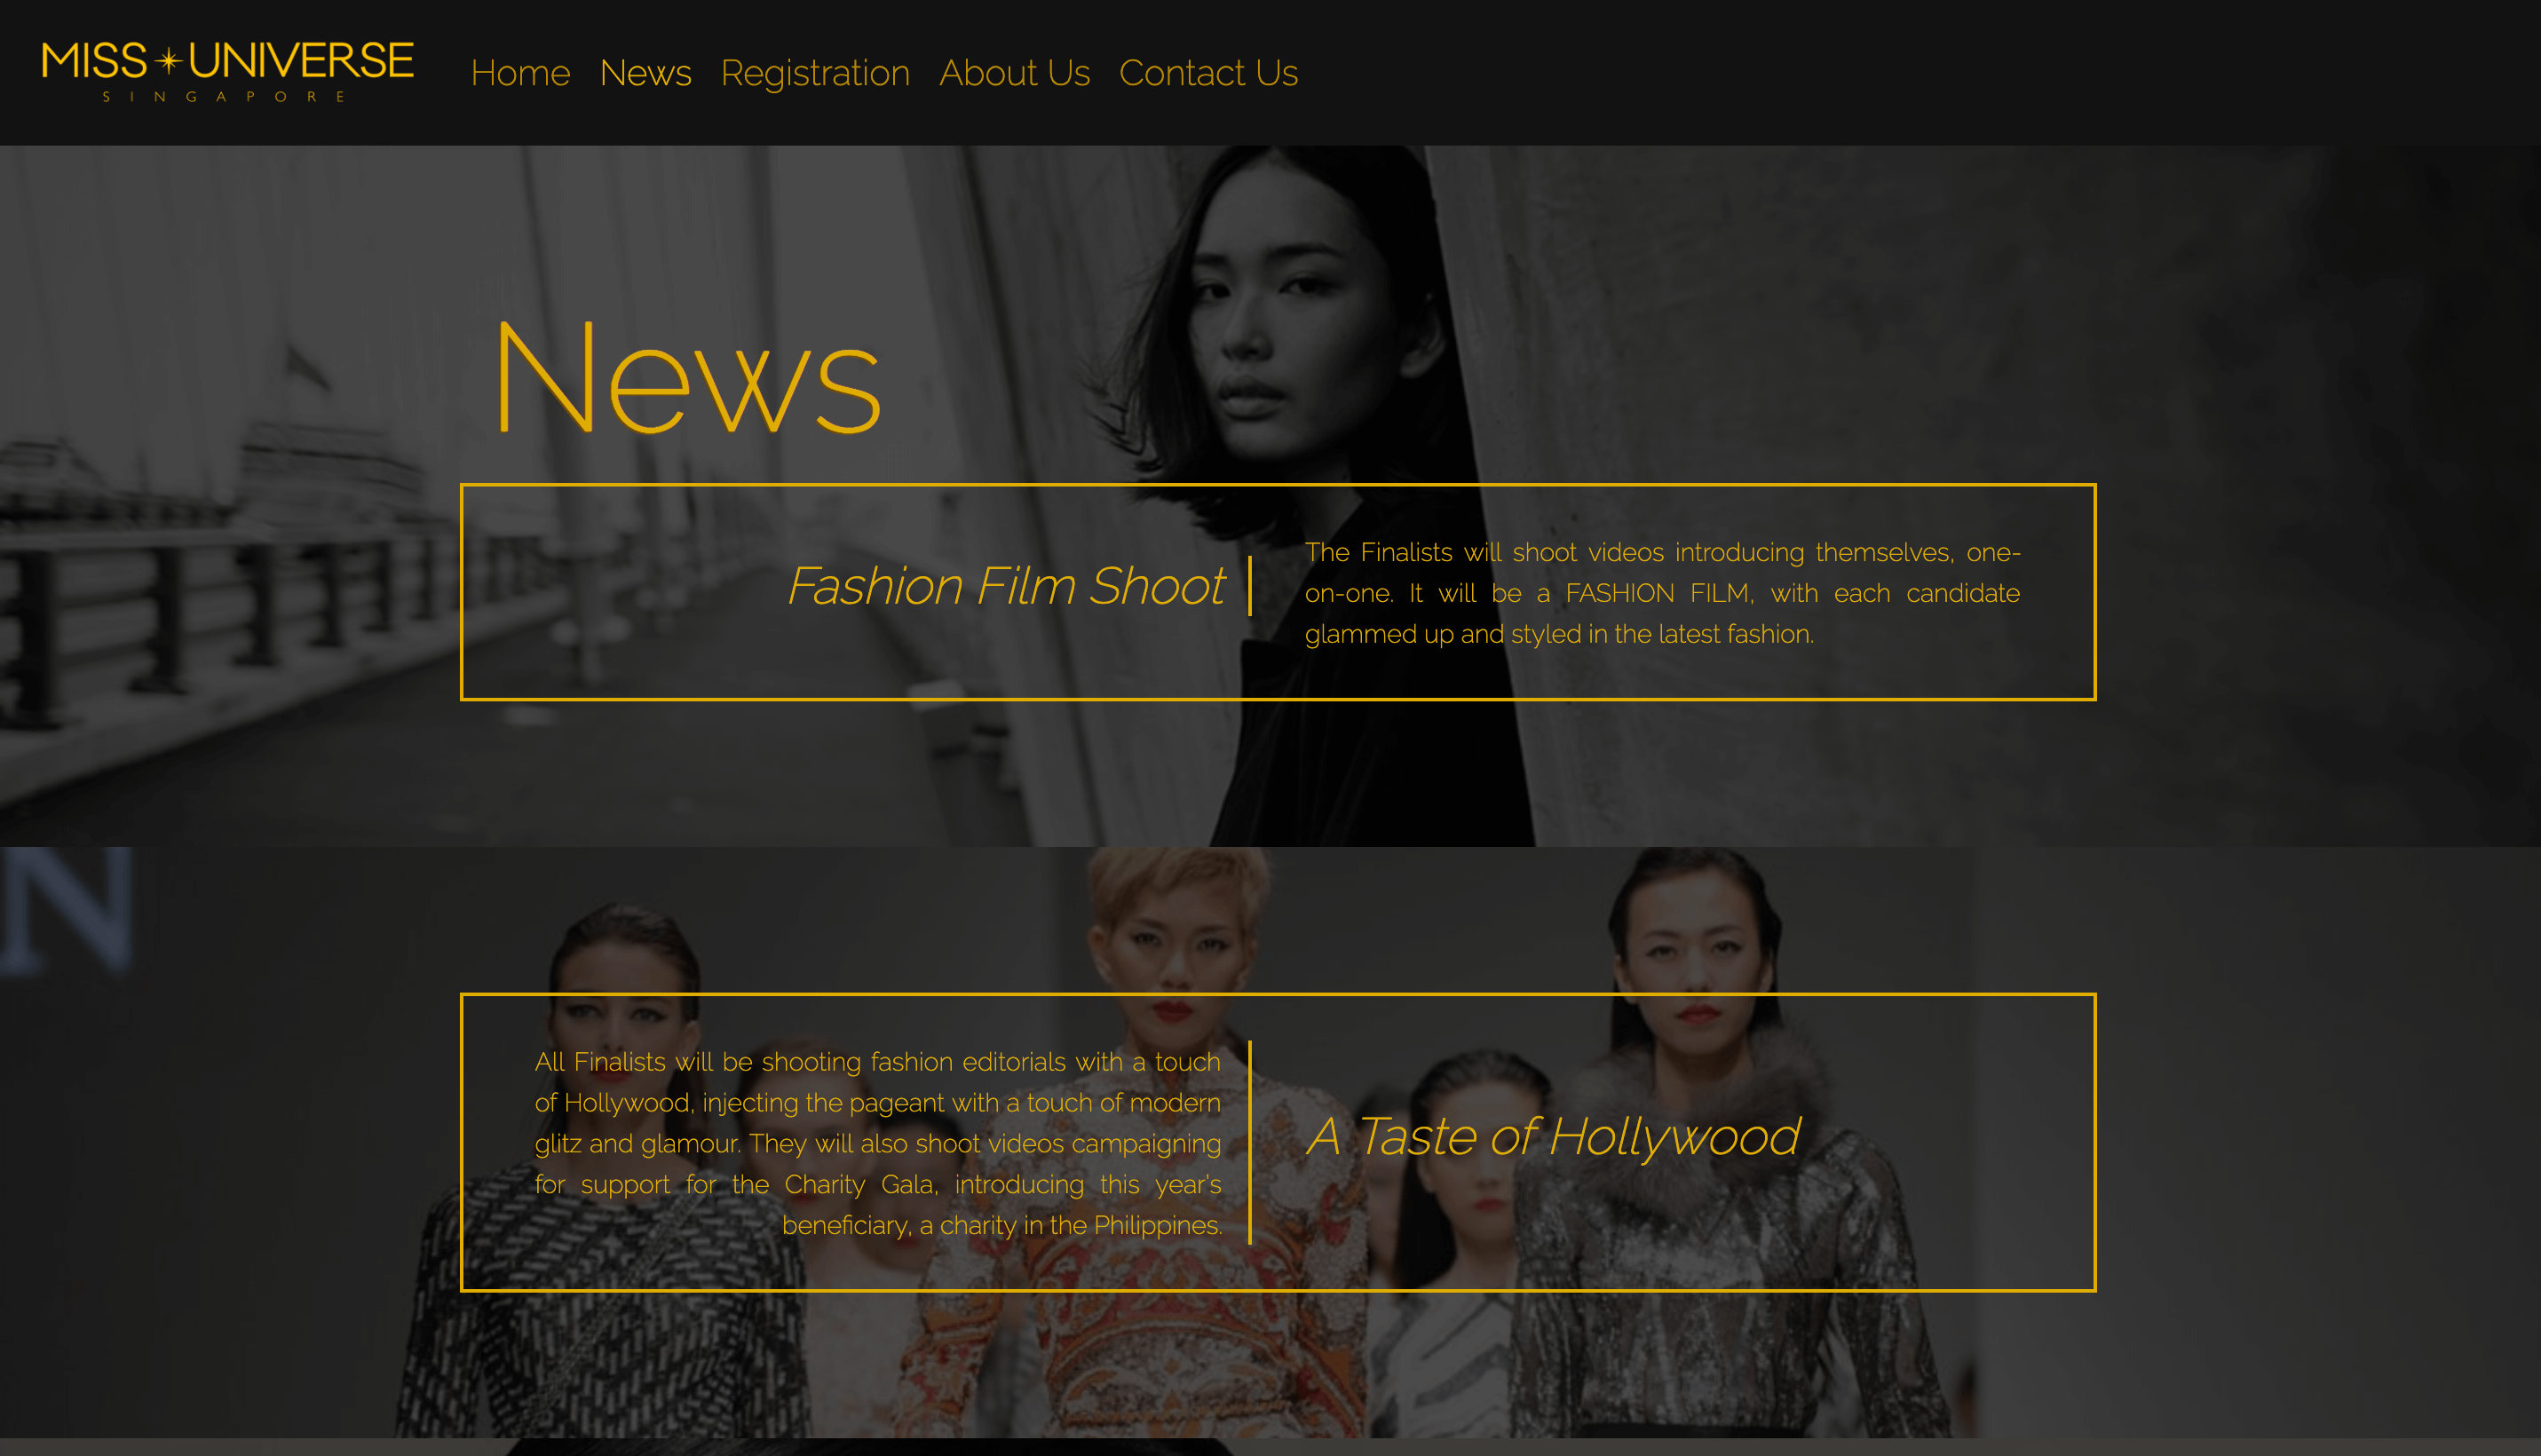 MISS UNIVERSE
SINGAPORE
Home News Registration About Us Contact Us
News
Fashion Film Shoot
The Finalists will shoot videos introducing themselves, one-
on-one. It will be a FASHION FILM, with each candidate
glammed up and styled in the latest fashion.
N
All Finalists will be shooting fashion editorials with a touch
of Hollywood, injecting the pageant with a touch of modern
glitz and glamour. They will also shoot videos campaigning
for support for the Charity Gala, introducing this year's
beneficiary, a charity in the Philippines.
A Taste of Hollywood